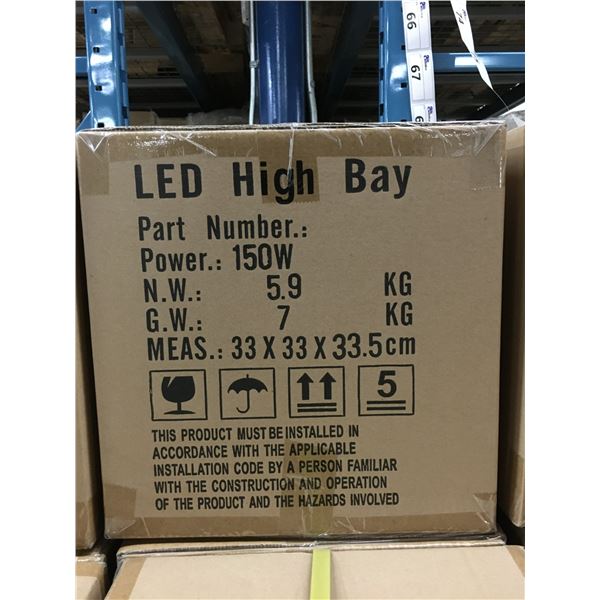 66
67
LED High Bay
Part Number.:
Power.: 150W
N.W.: 5.9 KG
G.W.: 7 KG
MEAS.: 33 X 33 X 33.5cm
5
THIS PRODUCT MUST BE INSTALLED IN
ACCORDANCE WITH THE APPLICABLE
INSTALLATION CODE BY A PERSON FAMILIAR
WITH THE CONSTRUCTION AND OPERATION
OF THE PRODUCT AND THE HAZARDS INVOLVED